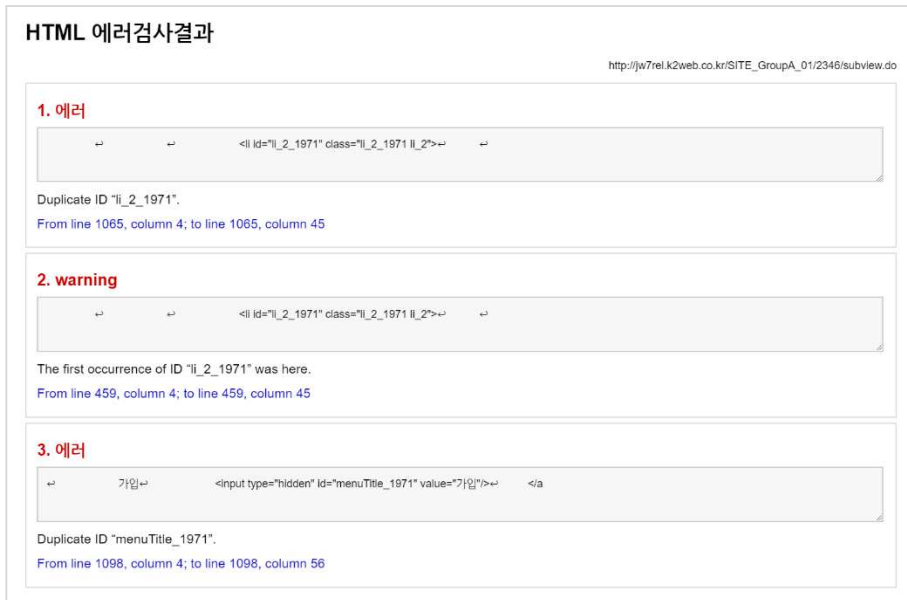 HTML 에러검사결과
http://jw7rel.k2web.co.kr/SITE_GroupA_01/2346/subview.do
1. 에러
↩ ↩ <li id="li_2_1971" class="li_2_1971 li_2">↩ ↩
Duplicate ID “li_2_1971”.
From line 1065, column 4; to line 1065, column 45
2. warning
↩ ↩ <li id="li_2_1971" class="li_2_1971 li_2">↩ ↩
The first occurrence of ID “li_2_1971” was here.
From line 459, column 4; to line 459, column 45
3. 에러
↩ 가입↩ <input type="hidden" id="menuTitle_1971" value="가입"/>↩ </a
Duplicate ID “menuTitle_1971”.
From line 1098, column 4; to line 1098, column 56